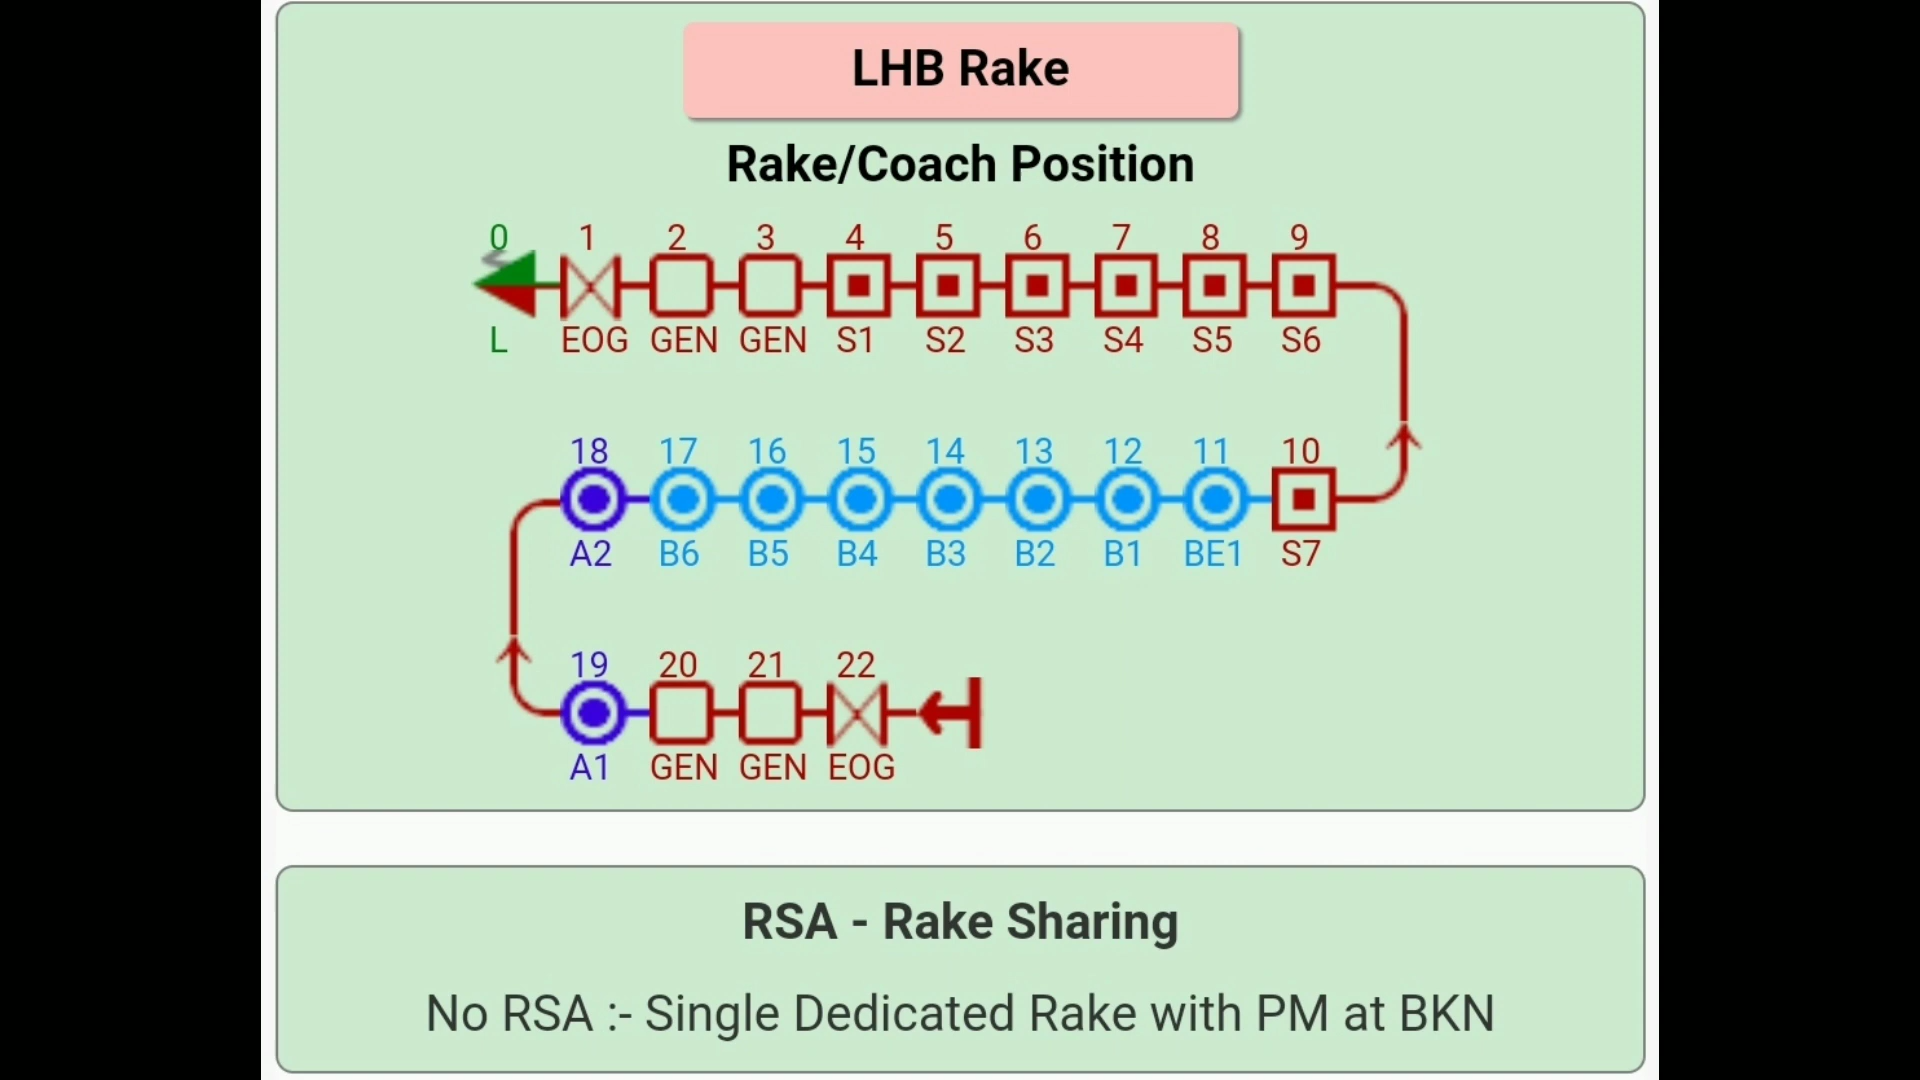 LHB Rake
Rake/Coach Position
0 1 2 3 4 5 6 7 8 9
L EOG GEN GEN S1 S2 S3 S4 S5 S6
18 17 16 15 14 13 12 11 10
A2 B6 B5 B4 B3 B2 B1 BE1 S7
19 20 21 22
A1 GEN GEN EOG
RSA - Rake Sharing
No RSA :- Single Dedicated Rake with PM at BKN